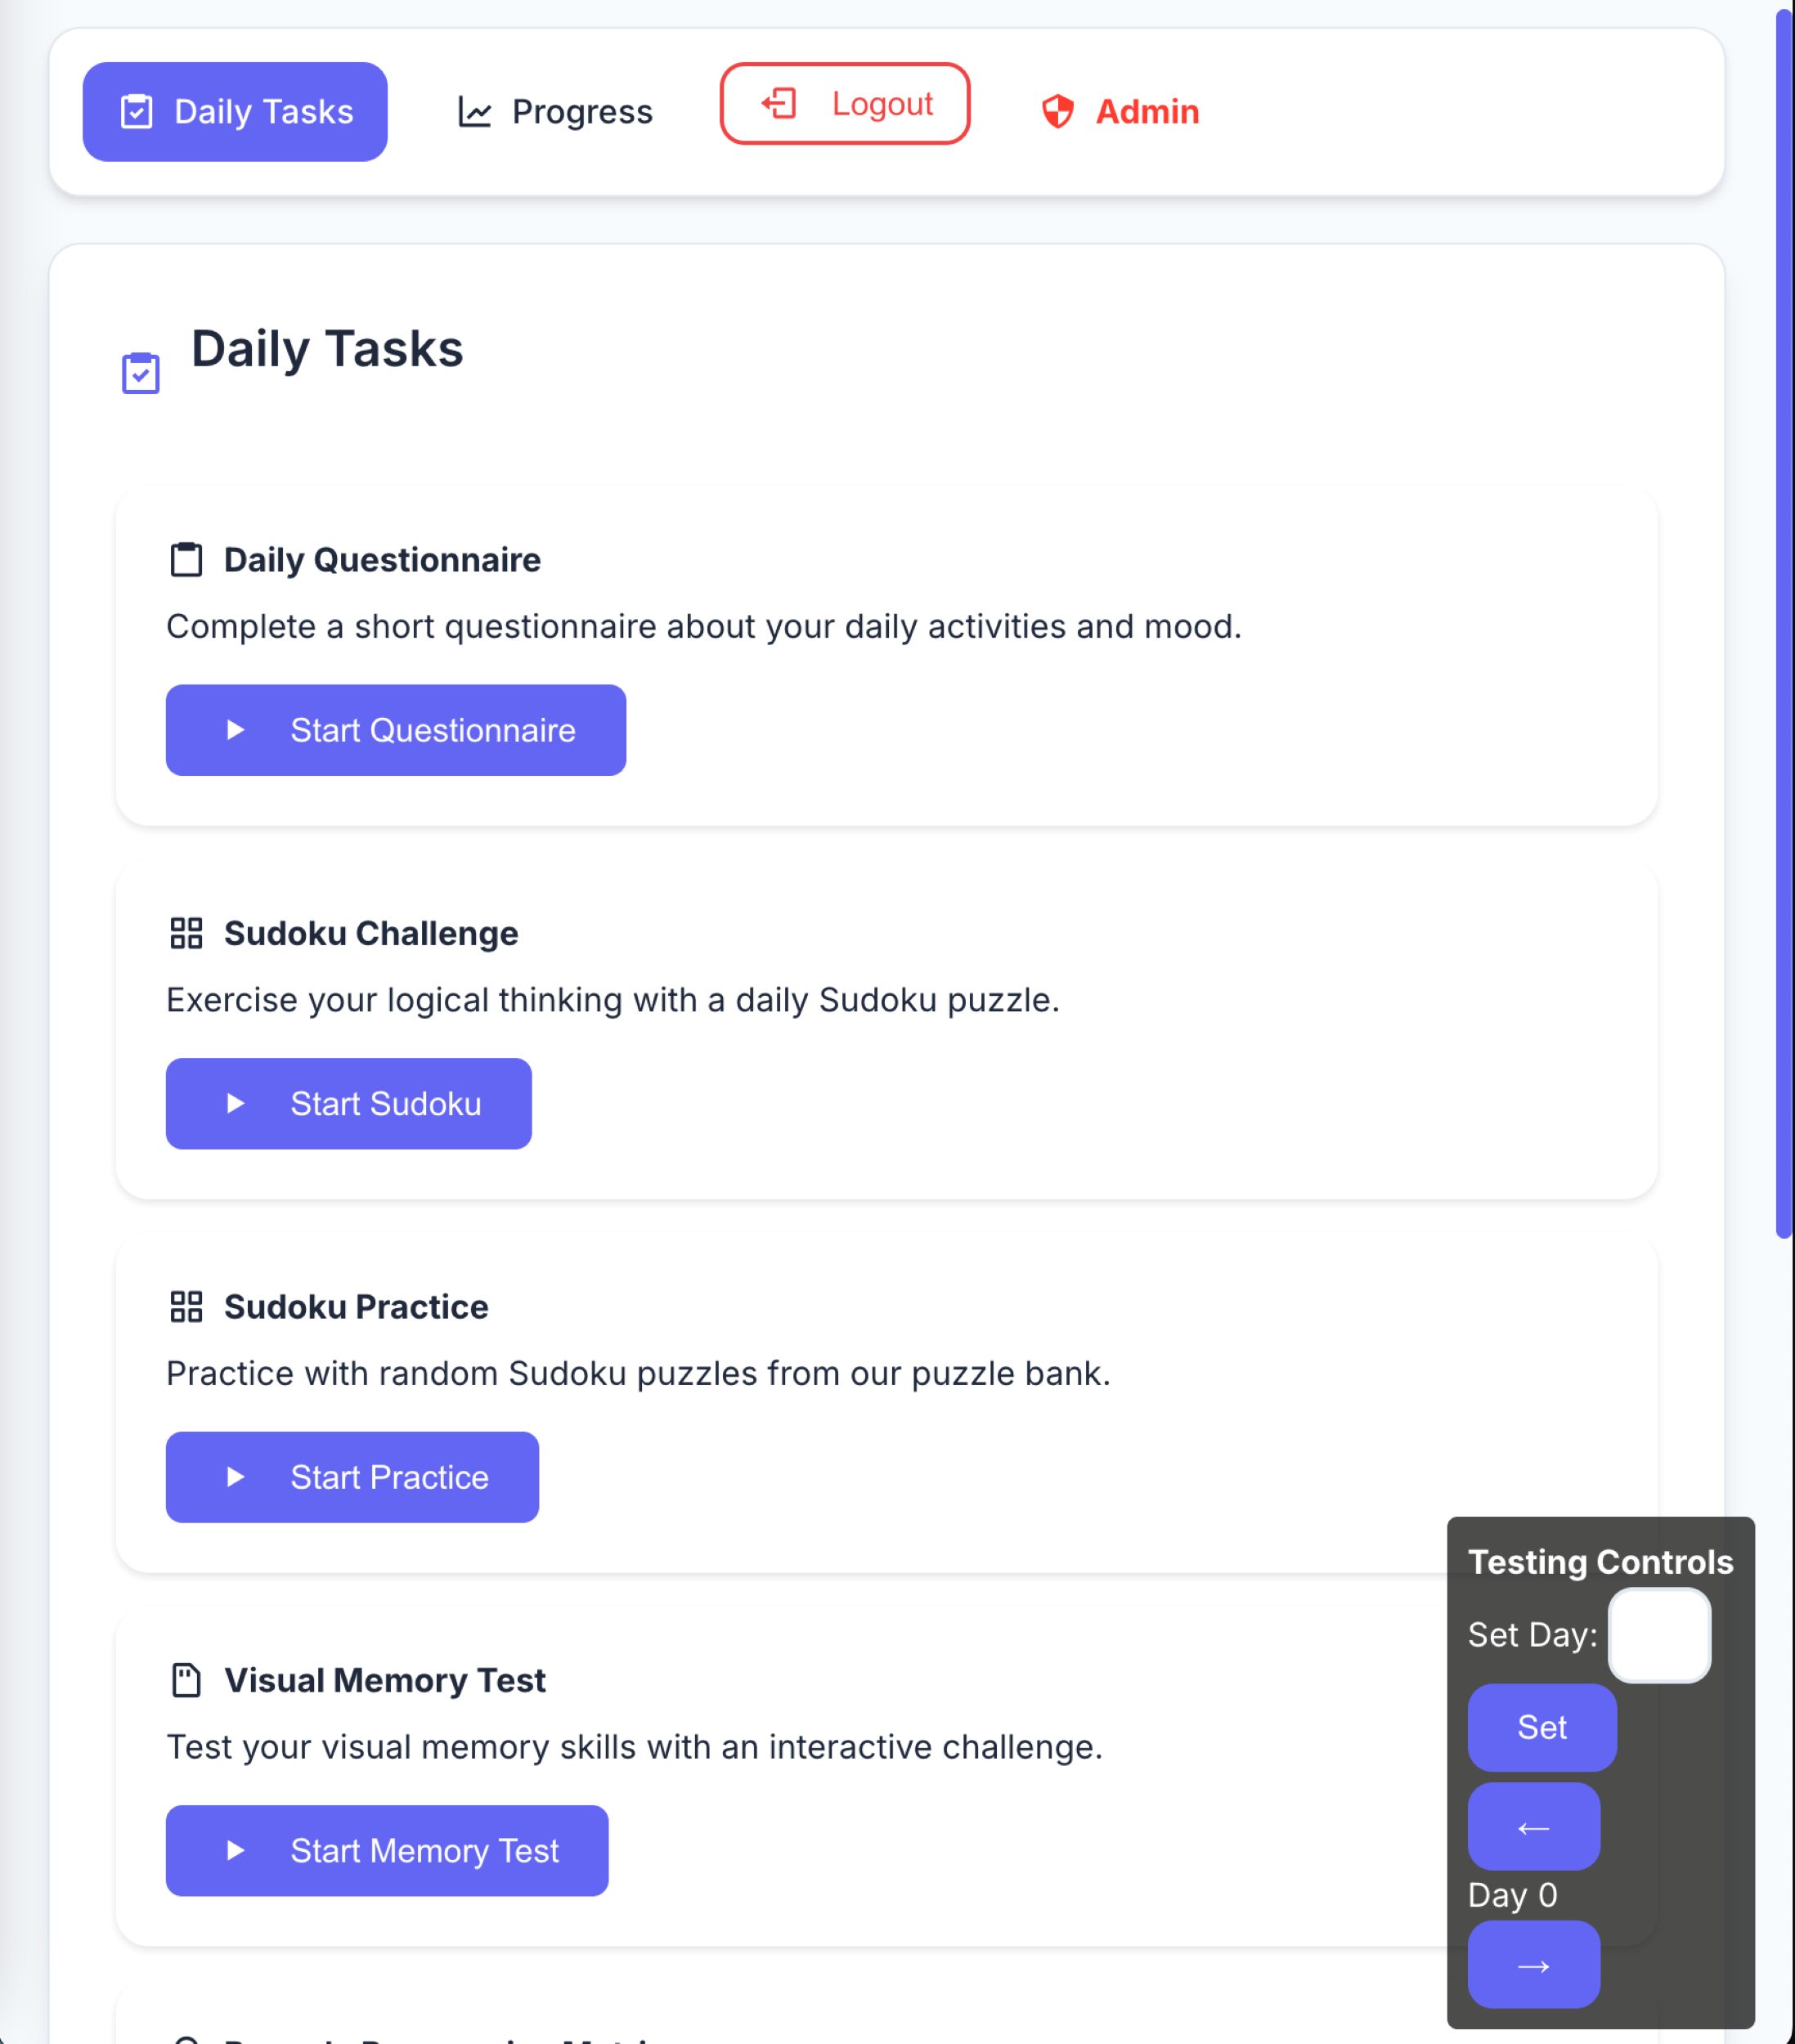 Daily Tasks
Progress
Logout
Admin
Daily Tasks
Daily Questionnaire
Complete a short questionnaire about your daily activities and mood.
Start Questionnaire
Sudoku Challenge
Exercise your logical thinking with a daily Sudoku puzzle.
Start Sudoku
Sudoku Practice
Practice with random Sudoku puzzles from our puzzle bank.
Start Practice
Visual Memory Test
Test your visual memory skills with an interactive challenge.
Start Memory Test
Testing Controls
Set Day:
Set
←
Day 0
→